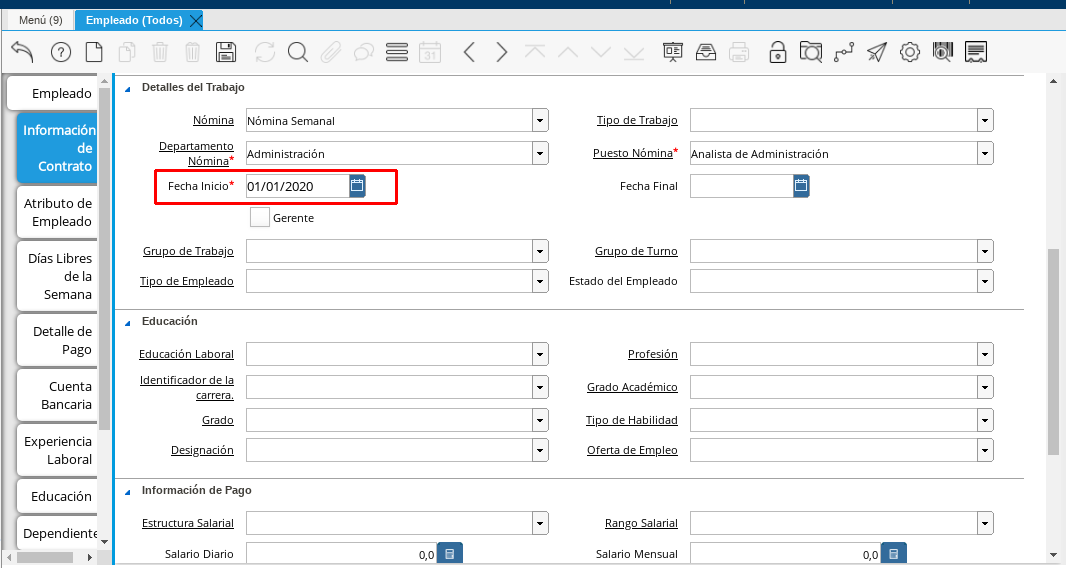 Menú (9)
Empleado (Todos)
31
Empleado
Información de Contrato
Atributo de Empleado
Días Libres de la Semana
Detalle de Pago
Cuenta Bancaria
Experiencia Laboral
Educación
Dependiente
Detalles del Trabajo
Nómina Nómina Semanal Tipo de Trabajo
Departamento Nómina* Administración Puesto Nómina* Analista de Administración
Fecha Inicio* 01/01/2020 Fecha Final
Gerente
Grupo de Trabajo Grupo de Turno
Tipo de Empleado Estado del Empleado
Educación
Educación Laboral Profesión
Identificador de la carrera. Grado Académico
Grado Tipo de Habilidad
Designación Oferta de Empleo
Información de Pago
Estructura Salarial Rango Salarial
Salario Diario 0,0 Salario Mensual 0,0